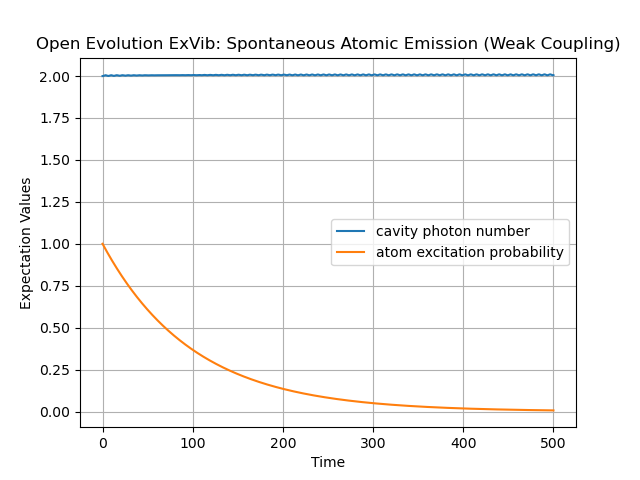 Open Evolution ExVib: Spontaneous Atomic Emission (Weak Coupling)
2.00
1.75
1.50
1.25
1.00
0.75
0.50
0.25
0.00
Expectation Values
cavity photon number
atom excitation probability
0 100 200 300 400 500
Time